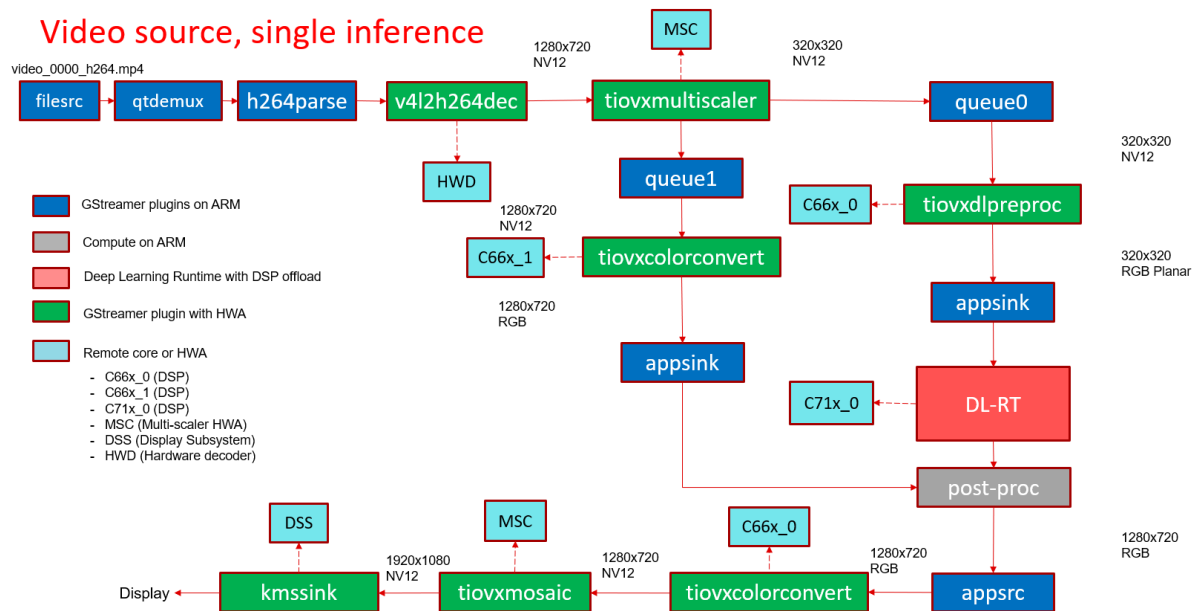 Video source, single inference
video_0000_h264.mp4
filesrc
qtdemux
h264parse
v4l2h264dec
1280x720
NV12
MSC
tiovxmultiscaler
320x320
NV12
queue0
HWD
queue1
320x320
NV12
C66x_0
tiovxdlpreproc
1280x720
NV12
C66x_1
tiovxcolorconvert
320x320
RGB Planar
1280x720
RGB
appsink
appsink
C71x_0
DL-RT
post-proc
GStreamer plugins on ARM
Compute on ARM
Deep Learning Runtime with DSP offload
GStreamer plugin with HWA
Remote core or HWA
- C66x_0 (DSP)
- C66x_1 (DSP)
- C71x_0 (DSP)
- MSC (Multi-scaler HWA)
- DSS (Display Subsystem)
- HWD (Hardware decoder)
1280x720
RGB
appsrc
1280x720
RGB
C66x_0
tiovxcolorconvert
1280x720
NV12
MSC
tiovxmosaic
1920x1080
NV12
DSS
kmssink
Display